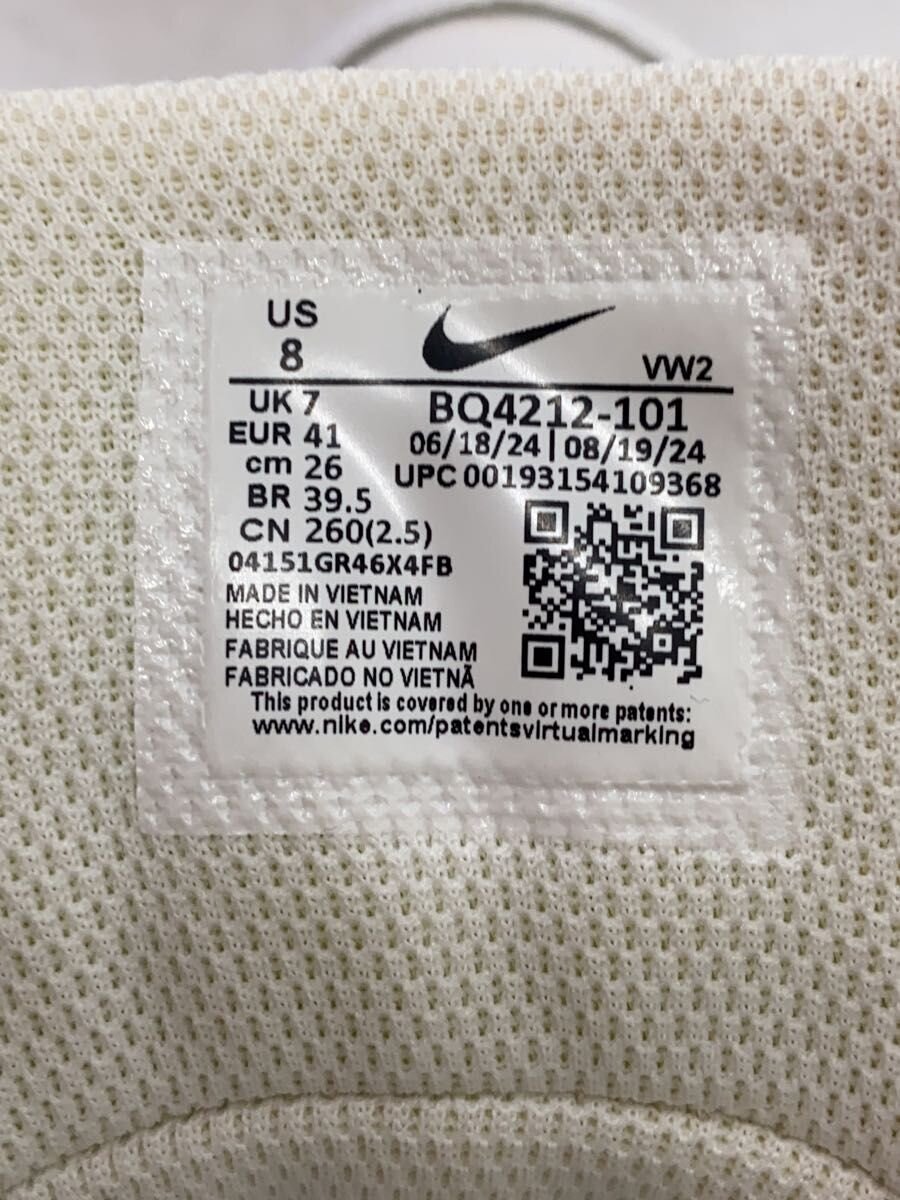 US
8
VW2
UK 7
BQ4212-101
EUR 41
06/18/24 | 08/19/24
cm 26
UPC 00193154109368
BR 39.5
CN 260(2.5)
04151GR46X4FB
MADE IN VIETNAM
HECHO EN VIETNAM
FABRIQUE AU VIETNAM
FABRICADO NO VIETNÃ
This product is covered by one or more patents:
www.nike.com/patentsvirtualmarking